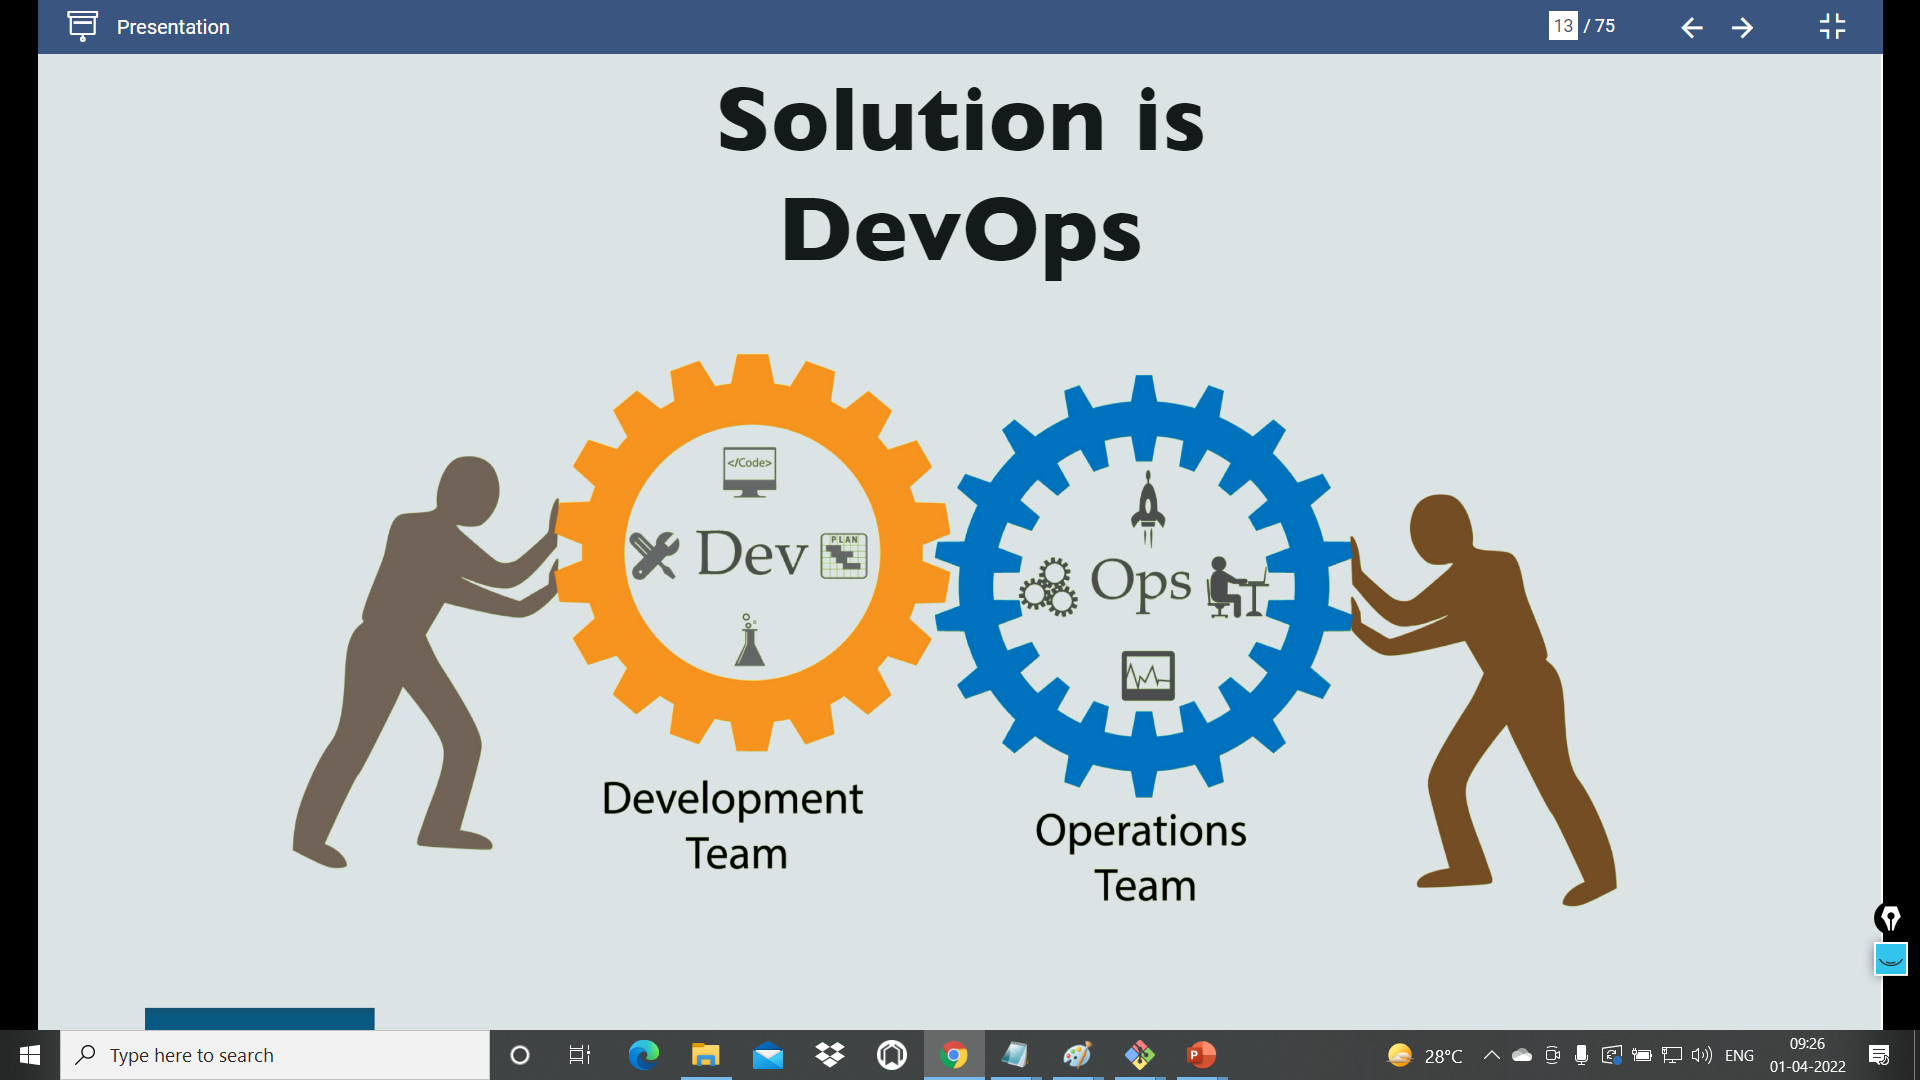 Presentation
13 / 75
Solution is
DevOps
</Code>
Dev
PLAN
Ops
Development
Team
Operations
Team
Type here to search
P
28°C
ENG
09:26
01-04-2022